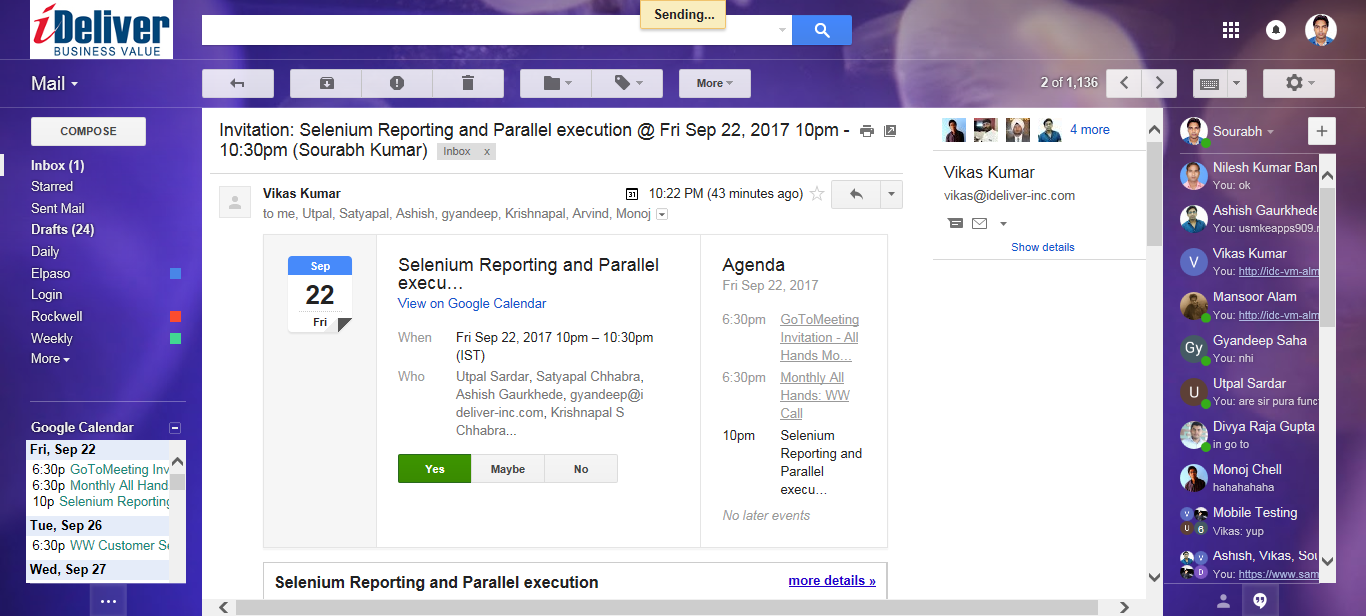 iDeliver
BUSINESS VALUE
Sending...
Mail
More
2 of 1,136
COMPOSE
Inbox (1)
Starred
Sent Mail
Drafts (24)
Daily
Elpaso
Login
Rockwell
Weekly
More
Google Calendar
Fri, Sep 22
6:30p GoToMeeting Inv
6:30p Monthly All Hand
10p Selenium Reporting
Tue, Sep 26
6:30p WW Customer Se
Wed, Sep 27
Invitation: Selenium Reporting and Parallel execution @ Fri Sep 22, 2017 10pm -
10:30pm (Sourabh Kumar) Inbox x
Vikas Kumar
31 10:22 PM (43 minutes ago)
to me, Utpal, Satyapal, Ashish, gyandeep, Krishnapal, Arvind, Monoj
Sep
22
Fri
Selenium Reporting and Parallel
execu…
View on Google Calendar
When Fri Sep 22, 2017 10pm – 10:30pm
(IST)
Who Utpal Sardar, Satyapal Chhabra,
Ashish Gaurkhede, gyandeep@i
deliver-inc.com, Krishnapal S
Chhabra...
Yes Maybe No
Agenda
Fri Sep 22, 2017
6:30pm GoToMeeting
Invitation - All
Hands Mo...
6:30pm Monthly All
Hands: WW
Call
10pm Selenium
Reporting and
Parallel
execu…
No later events
Selenium Reporting and Parallel execution
more details »
4 more
Vikas Kumar
vikas@ideliver-inc.com
Show details
Sourabh
Nilesh Kumar Ban
You: ok
Ashish Gaurkhede
You: usmkeapps909.r
V
Vikas Kumar
You: http://idc-vm-alm
Mansoor Alam
You: http://idc-vm-alm
Gy
Gyandeep Saha
You: nhi
U
Utpal Sardar
You: are sir pura func
Divya Raja Gupta
in go to
Monoj Chell
hahahahaha
V
U 6
Mobile Testing
Vikas: yup
V
D
Ashish, Vikas, Sou
You: https://www.sam